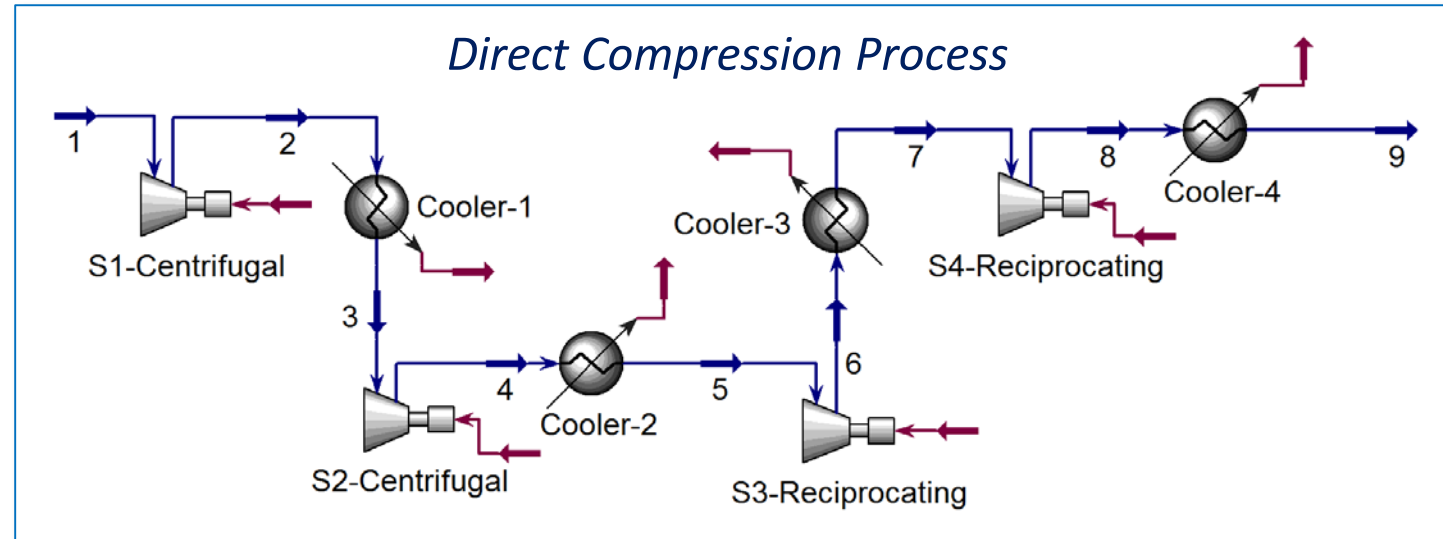 Direct Compression Process
1
2
Cooler-1
S1-Centrifugal
3
4
Cooler-2
5
S2-Centrifugal
6
S3-Reciprocating
Cooler-3
7
S4-Reciprocating
8
Cooler-4
9